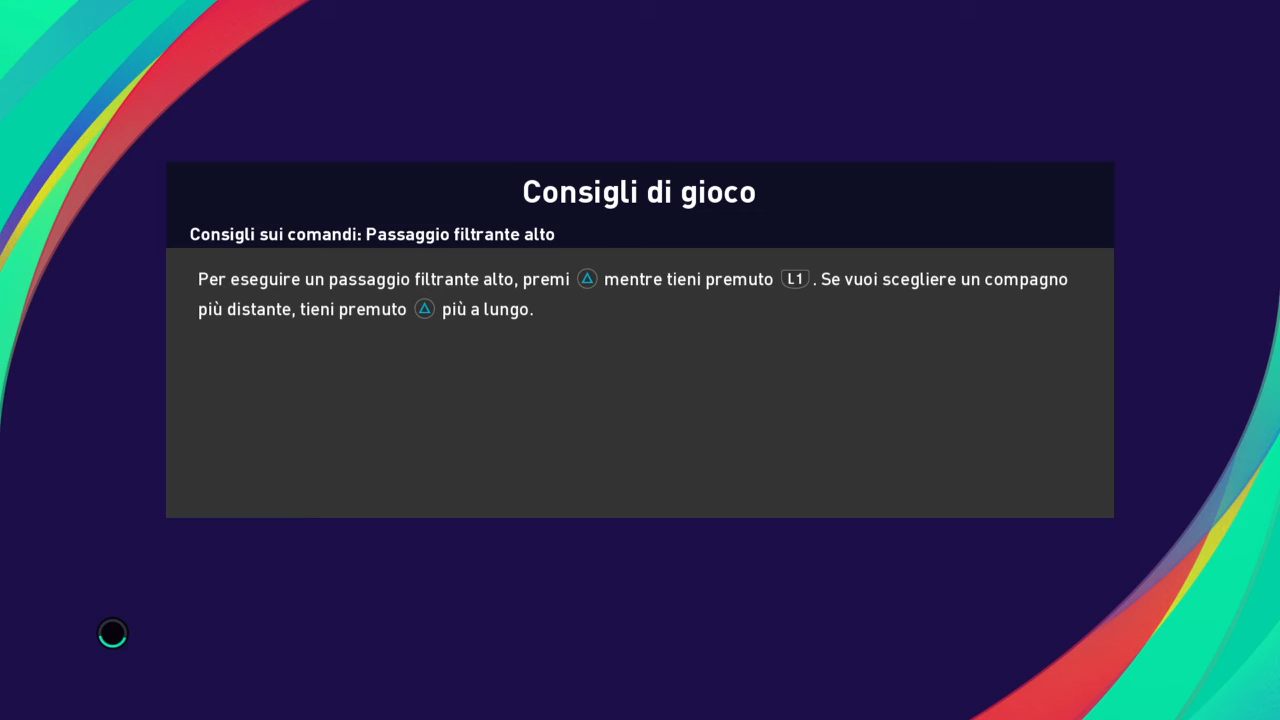 Consigli di gioco
Consigli sui comandi: Passaggio filtrante alto
Per eseguire un passaggio filtrante alto, premi △ mentre tieni premuto L1. Se vuoi scegliere un compagno
più distante, tieni premuto △ più a lungo.